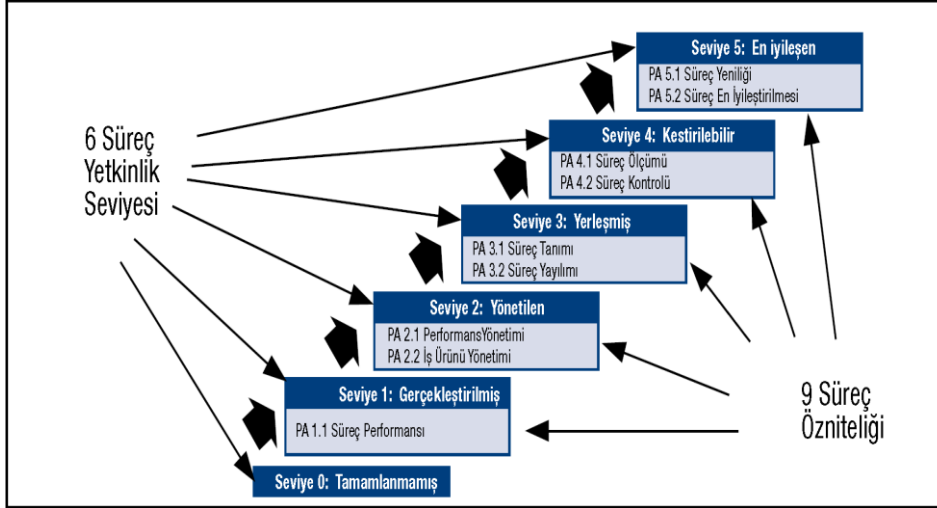 Seviye 5: En iyileşen
PA 5.1 Süreç Yeniliği
PA 5.2 Süreç En İyileştirilmesi
6 Süreç
Yetkinlik
Seviyesi
Seviye 4: Kestirilebilir
PA 4.1 Süreç Ölçümü
PA 4.2 Süreç Kontrolü
Seviye 3: Yerleşmiş
PA 3.1 Süreç Tanımı
PA 3.2 Süreç Yayılımı
Seviye 2: Yönetilen
PA 2.1 PerformansYönetimi
PA 2.2 İş Ürünü Yönetimi
Seviye 1: Gerçekleştirilmiş
PA 1.1 Süreç Performansı
9 Süreç
Özniteliği
Seviye 0: Tamamlanmamış